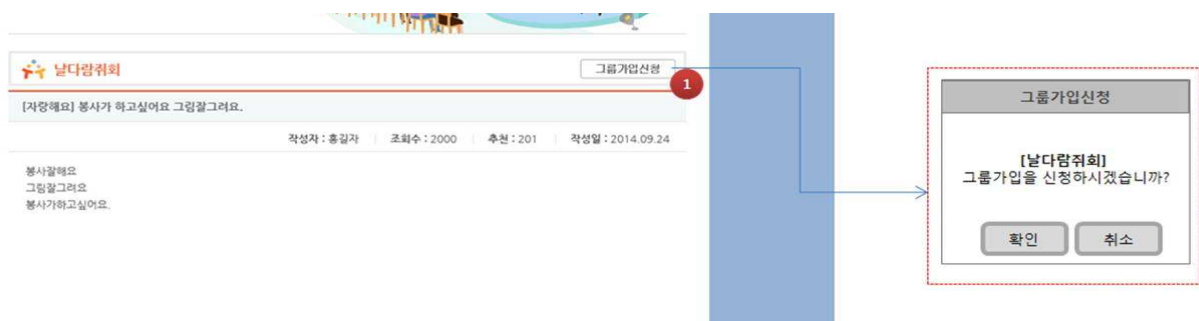 날다람쥐회
그룹가입신청
1
[자랑해요] 봉사가 하고싶어요 그림잘그려요.
작성자 : 홍길자 조회수 : 2000 추천 : 201 작성일 : 2014.09.24
봉사잘해요
그림잘그려요
봉사가하고싶어요.
그룹가입신청
[날다람쥐회]
그룹가입을 신청하시겠습니까?
확인 취소